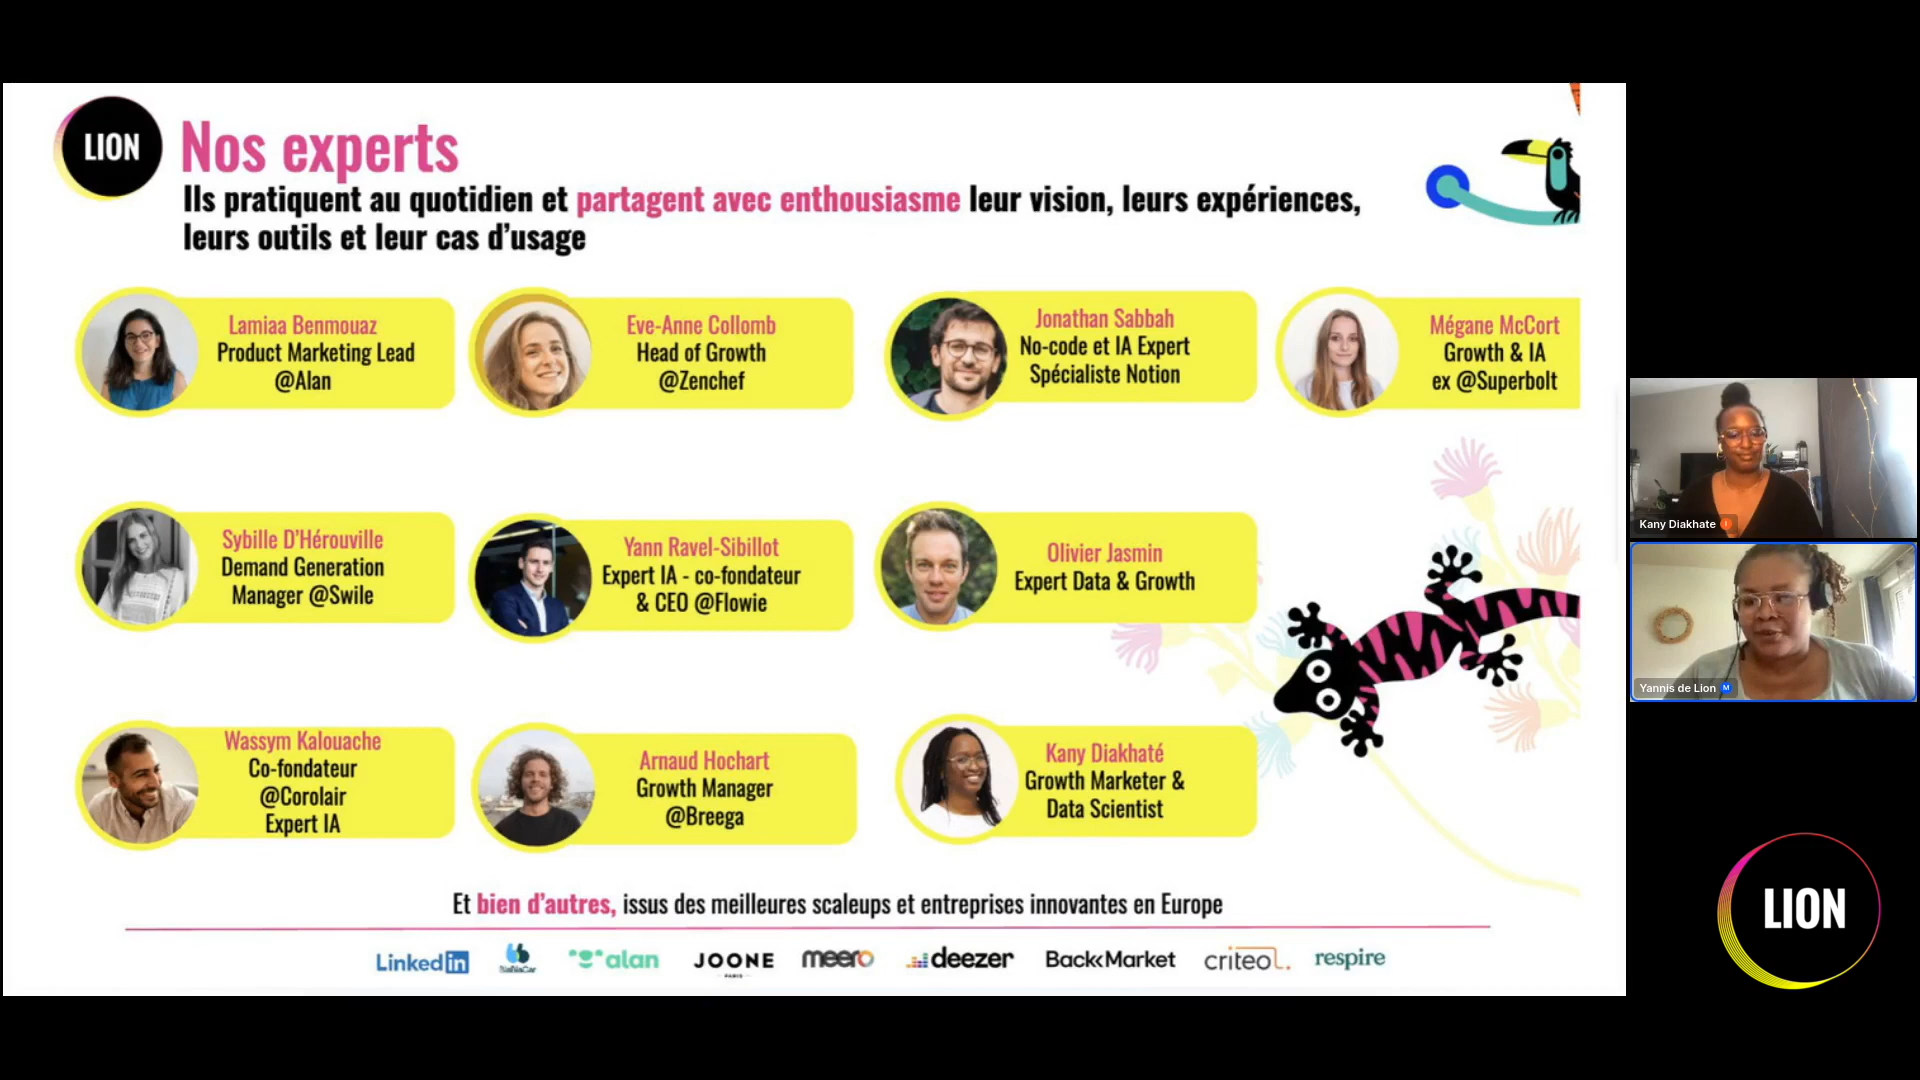 LION
Nos experts
Ils pratiquent au quotidien et partagent avec enthousiasme leur vision, leurs expériences,
leurs outils et leur cas d'usage
Lamiaa Benmouaz
Product Marketing Lead
@Alan
Eve-Anne Collomb
Head of Growth
@Zenchef
Jonathan Sabbah
No-code et IA Expert
Spécialiste Notion
Mégane McCort
Growth & IA
ex @Superbolt
Sybille D'Hérouville
Demand Generation
Manager @Swile
Yann Ravel-Sibillot
Expert IA - co-fondateur
& CEO @Flowie
Olivier Jasmin
Expert Data & Growth
Wassym Kalouache
Co-fondateur
@Corolair
Expert IA
Arnaud Hochart
Growth Manager
@Breega
Kany Diakhaté
Growth Marketer &
Data Scientist
Et bien d'autres, issus des meilleures scaleups et entreprises innovantes en Europe
LinkedIn BlaBlaCar alan JOONE PARIS meero deezer BackMarket criteol. respire
Kany Diakhate
Yannis de Lion M
LION